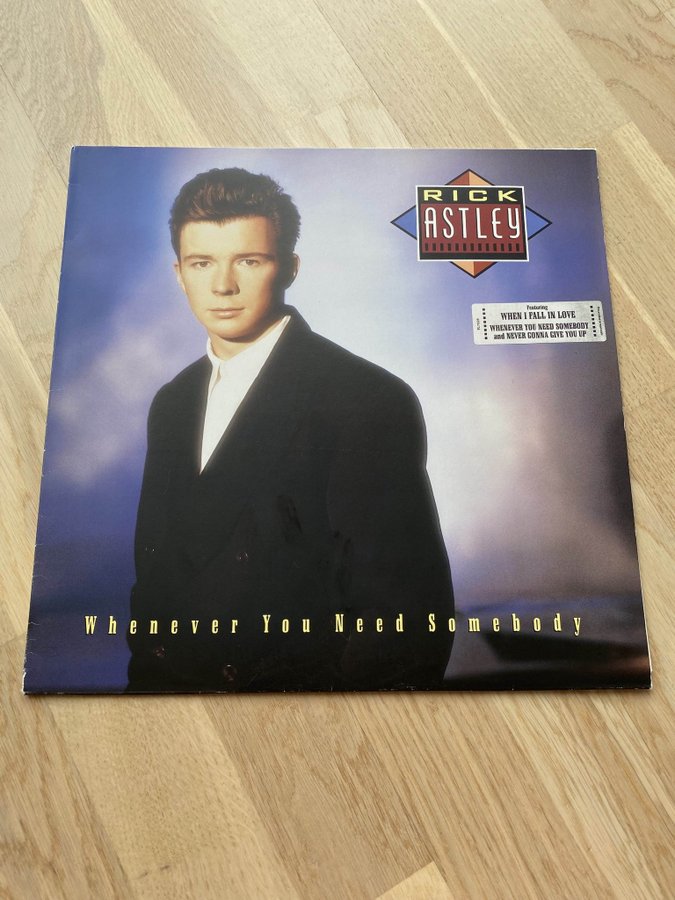 RICK
ASTLEY
Featuring
WHEN I FALL IN LOVE
WHENEVER YOU NEED SOMEBODY
and NEVER GONNA GIVE YOU UP
Whenever You Need Somebody